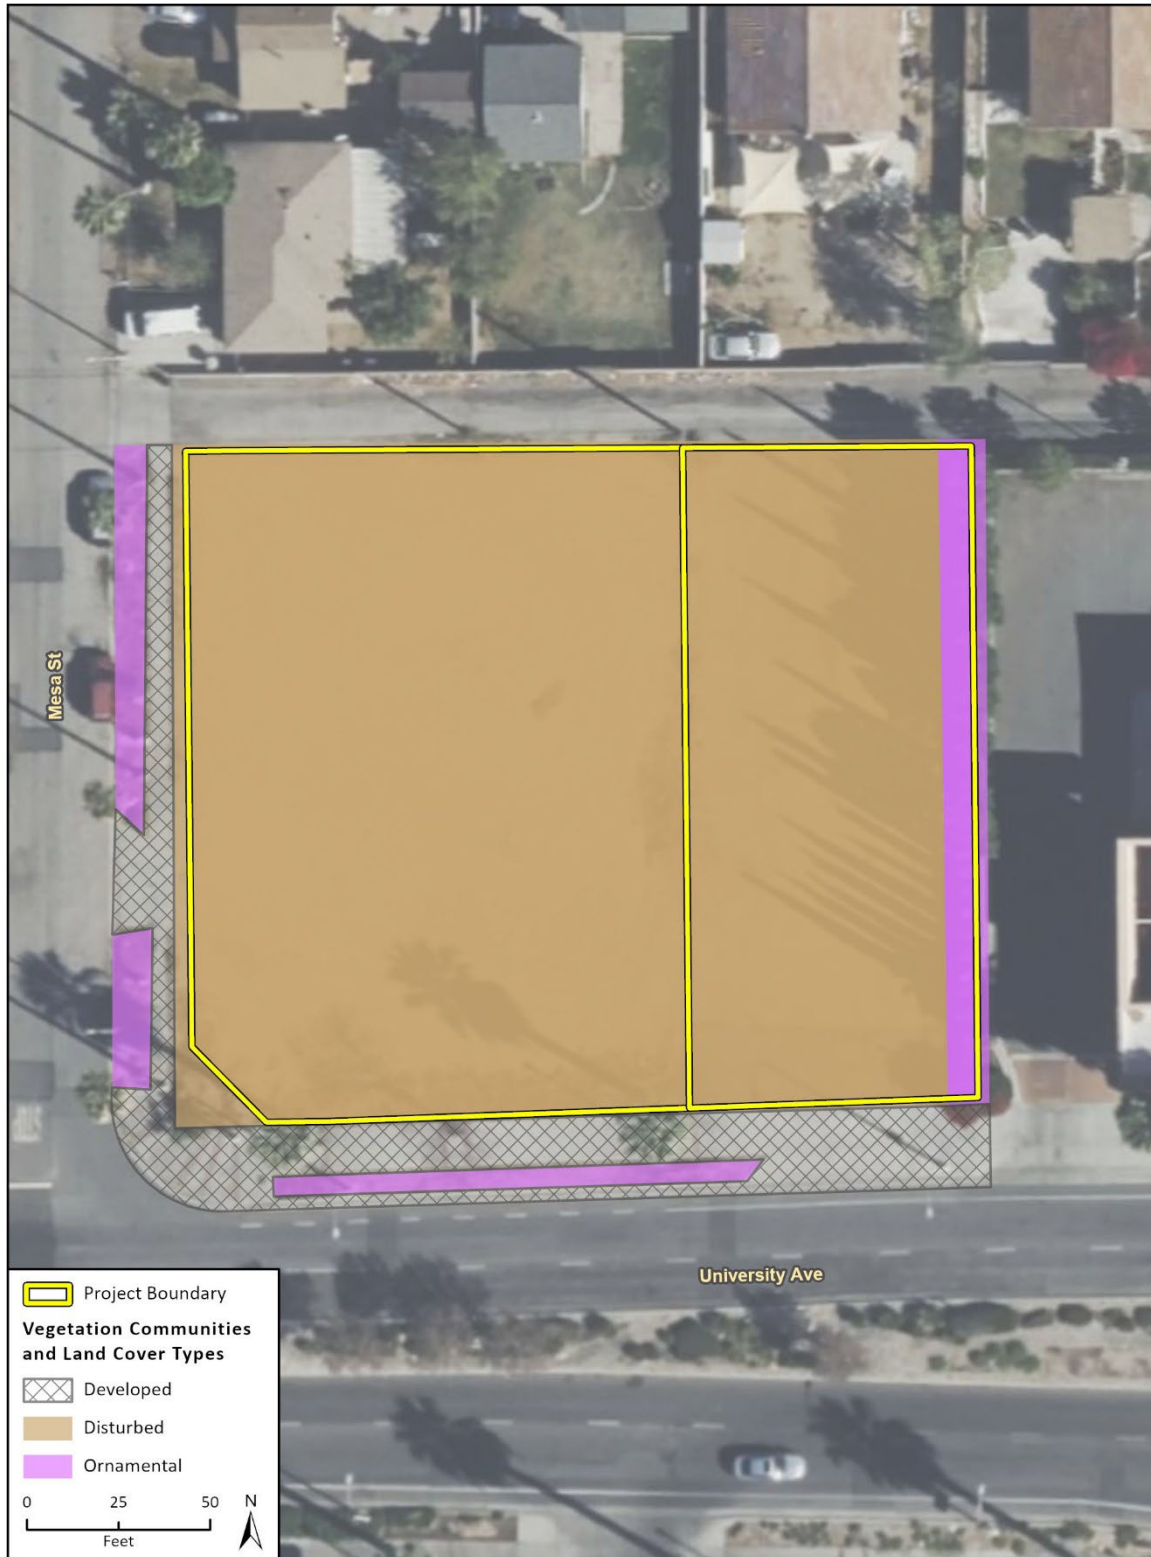 Mesa St
University Ave
Project Boundary
Vegetation Communities
and Land Cover Types
Developed
Disturbed
Ornamental
0 25 50
Feet
N